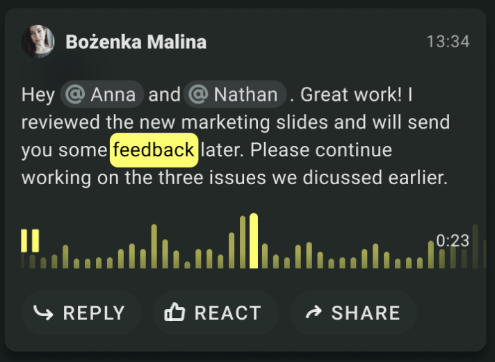 Bożenka Malina 13:34
Hey @ Anna and @ Nathan . Great work! I
reviewed the new marketing slides and will send
you some feedback later. Please continue
working on the three issues we dicussed earlier.
0:23
REPLY REACT SHARE